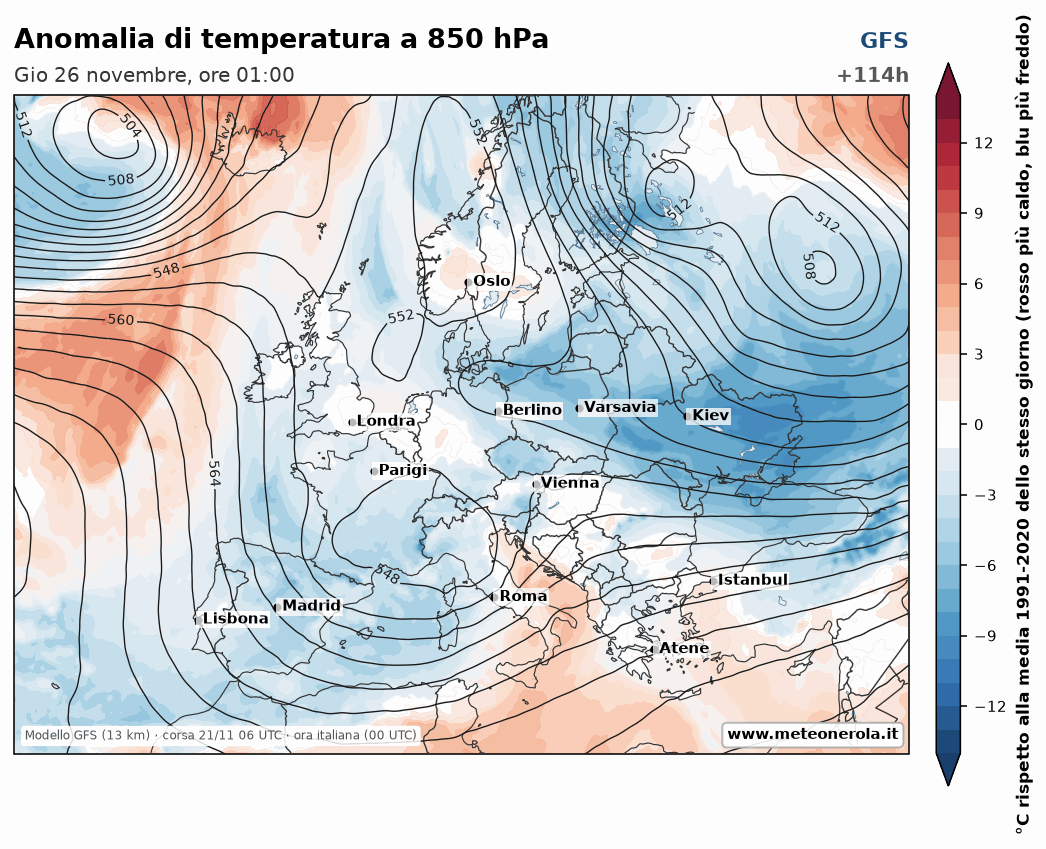 Anomalia di temperatura a 850 hPa
GFS
Gio 26 novembre, ore 01:00
+114h
512
504
508
552
512
512
508
548
560
552
564
548
Oslo
Londra
Berlino
Varsavia
Kiev
Parigi
Vienna
Istanbul
Roma
Madrid
Lisbona
Atene
Modello GFS (13 km) · corsa 21/11 06 UTC · ora italiana (00 UTC)
www.meteonerola.it
12
9
6
3
0
−3
−6
−9
−12
°C rispetto alla media 1991-2020 dello stesso giorno (rosso più caldo, blu più freddo)